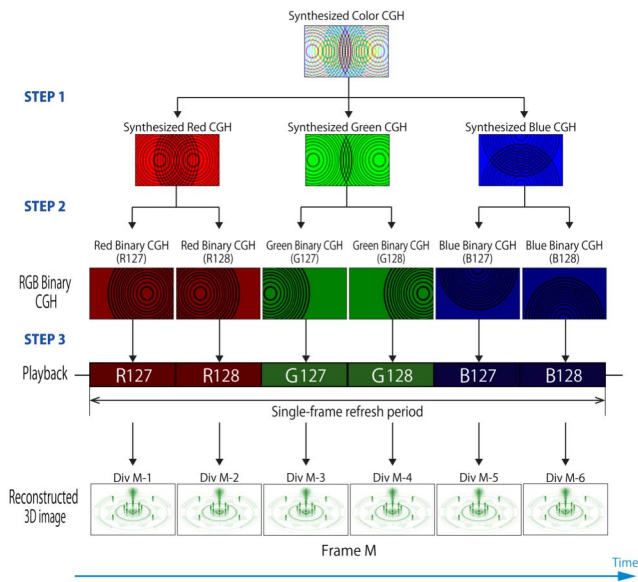 Synthesized Color CGH
STEP 1
Synthesized Red CGH
Synthesized Green CGH
Synthesized Blue CGH
STEP 2
Red Binary CGH
(R127)
Red Binary CGH
(R128)
Green Binary CGH
(G127)
Green Binary CGH
(G128)
Blue Binary CGH
(B127)
Blue Binary CGH
(B128)
RGB Binary
CGH
STEP 3
Playback
R127
R128
G127
G128
B127
B128
Single-frame refresh period
Div M-1
Div M-2
Div M-3
Div M-4
Div M-5
Div M-6
Reconstructed
3D image
Frame M
Time